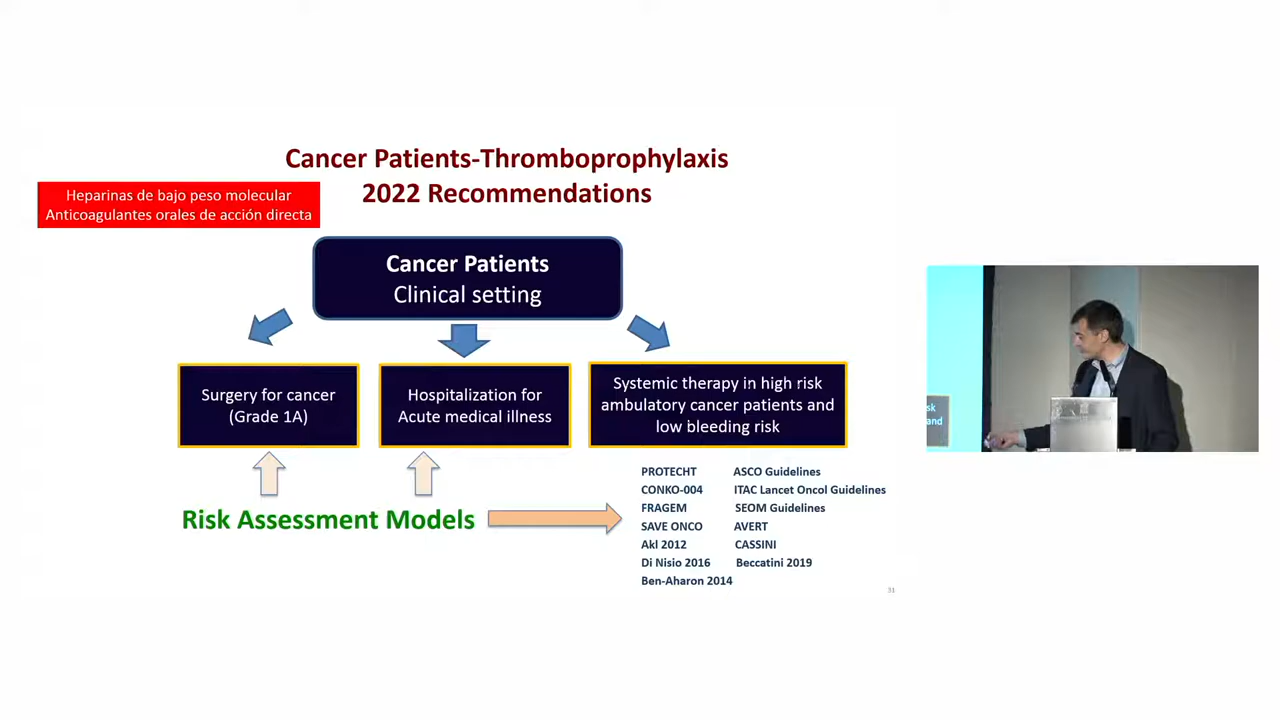 Cancer Patients-Thromboprophylaxis
2022 Recommendations
Heparinas de bajo peso molecular
Anticoagulantes orales de acción directa
Cancer Patients
Clinical setting
Surgery for cancer
(Grade 1A)
Hospitalization for
Acute medical illness
Systemic therapy in high risk
ambulatory cancer patients and
low bleeding risk
Risk Assessment Models
PROTECHT
CONKO-004
FRAGEM
SAVE ONCO
Akl 2012
Di Nisio 2016
Ben-Aharon 2014
ASCO Guidelines
ITAC Lancet Oncol Guidelines
SEOM Guidelines
AVERT
CASSINI
Beccatini 2019
31
sk
and